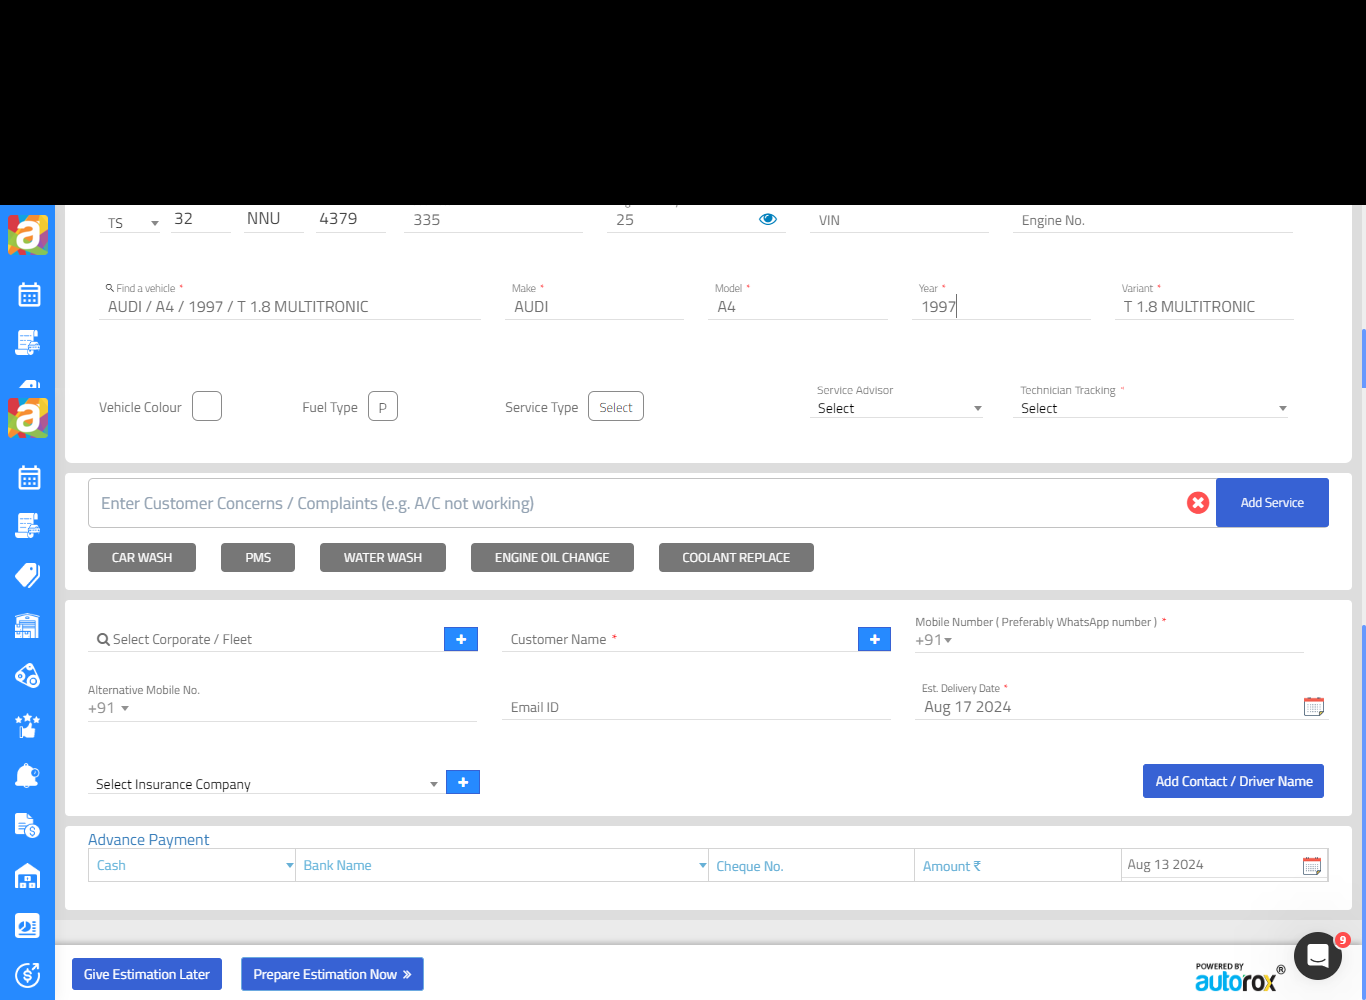 TS 32 NNU 4379 335 25 VIN Engine No.
Find a vehicle * Make * Model * Year * Variant *
AUDI / A4 / 1997 / T 1.8 MULTITRONIC AUDI A4 1997 T 1.8 MULTITRONIC
Service Advisor Technician Tracking *
Vehicle Colour Fuel Type P Service Type Select Select Select
Enter Customer Concerns / Complaints (e.g. A/C not working) Add Service
CAR WASH PMS WATER WASH ENGINE OIL CHANGE COOLANT REPLACE
Mobile Number ( Preferably WhatsApp number ) *
Select Corporate / Fleet + Customer Name * + +91
Alternative Mobile No. Est. Delivery Date *
+91 Email ID Aug 17 2024
Select Insurance Company + Add Contact / Driver Name
Advance Payment
Cash Bank Name Cheque No. Amount ₹ Aug 13 2024
Give Estimation Later Prepare Estimation Now »
POWERED BY
autorox®
9
a
a